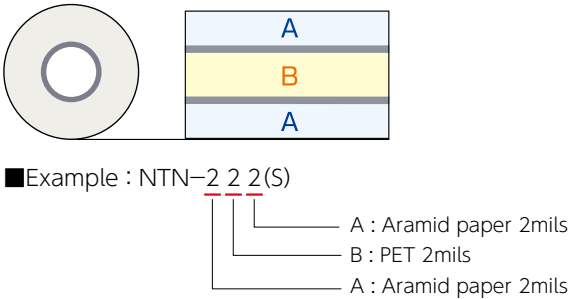 A
B
A
■Example : NTN-2 2 2(S)
A : Aramid paper 2mils
B : PET 2mils
A : Aramid paper 2mils